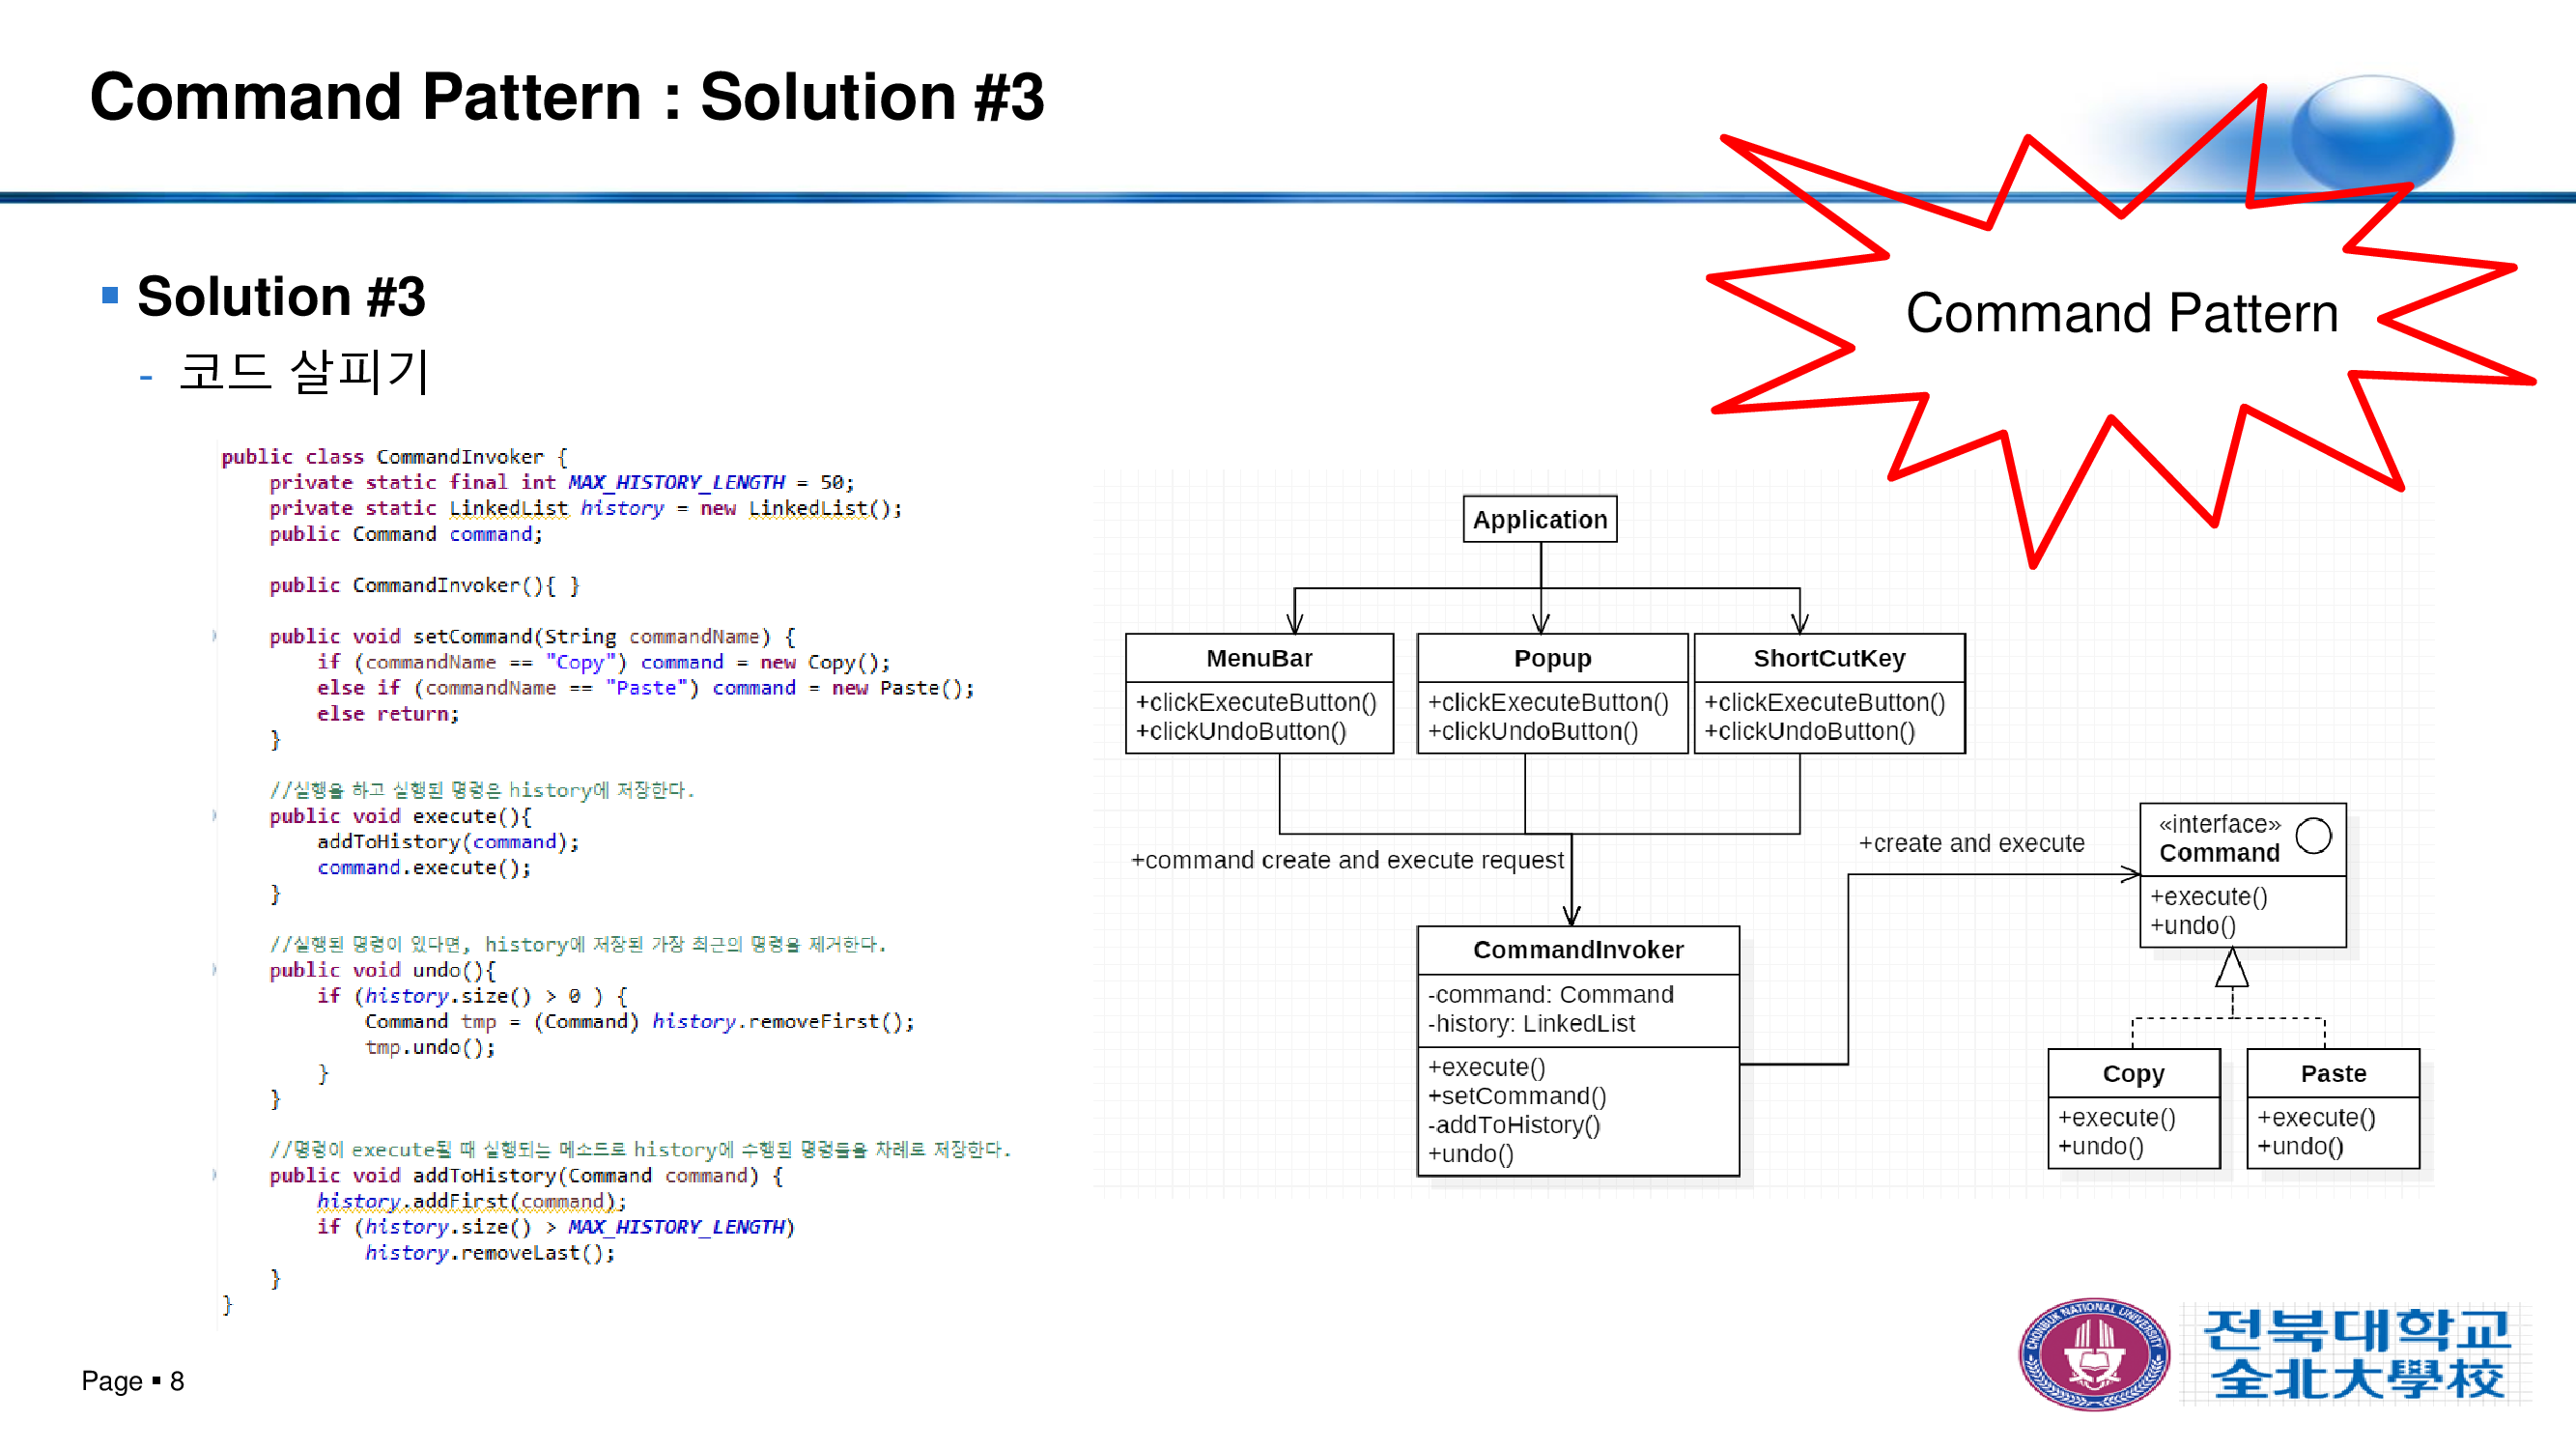 Command Pattern : Solution #3
Command Pattern
Solution #3
- 코드 살피기
public class CommandInvoker {
private static final int MAX_HISTORY_LENGTH = 50;
private static LinkedList history = new LinkedList();
public Command command;
public CommandInvoker(){ }
public void setCommand(String commandName) {
if (commandName == "Copy") command = new Copy();
else if (commandName == "Paste") command = new Paste();
else return;
}
//실행을 하고 실행된 명령은 history에 저장한다.
public void execute(){
addToHistory(command);
command.execute();
}
//실행된 명령이 있다면, history에 저장된 가장 최근의 명령을 제거한다.
public void undo(){
if (history.size() > 0 ) {
Command tmp = (Command) history.removeFirst();
tmp.undo();
}
}
//명령이 execute될 때 실행되는 메소드로 history에 수행된 명령들을 차례로 저장한다.
public void addToHistory(Command command) {
history.addFirst(command);
if (history.size() > MAX_HISTORY_LENGTH)
history.removeLast();
}
}
Application
MenuBar
+clickExecuteButton()
+clickUndoButton()
Popup
+clickExecuteButton()
+clickUndoButton()
ShortCutKey
+clickExecuteButton()
+clickUndoButton()
+command create and execute request
+create and execute
«interface»
Command
+execute()
+undo()
CommandInvoker
-command: Command
-history: LinkedList
+execute()
+setCommand()
-addToHistory()
+undo()
Copy
+execute()
+undo()
Paste
+execute()
+undo()
Page ▪ 8
CHONBUK NATIONAL UNIVERSITY
전북대학교
全北大學校